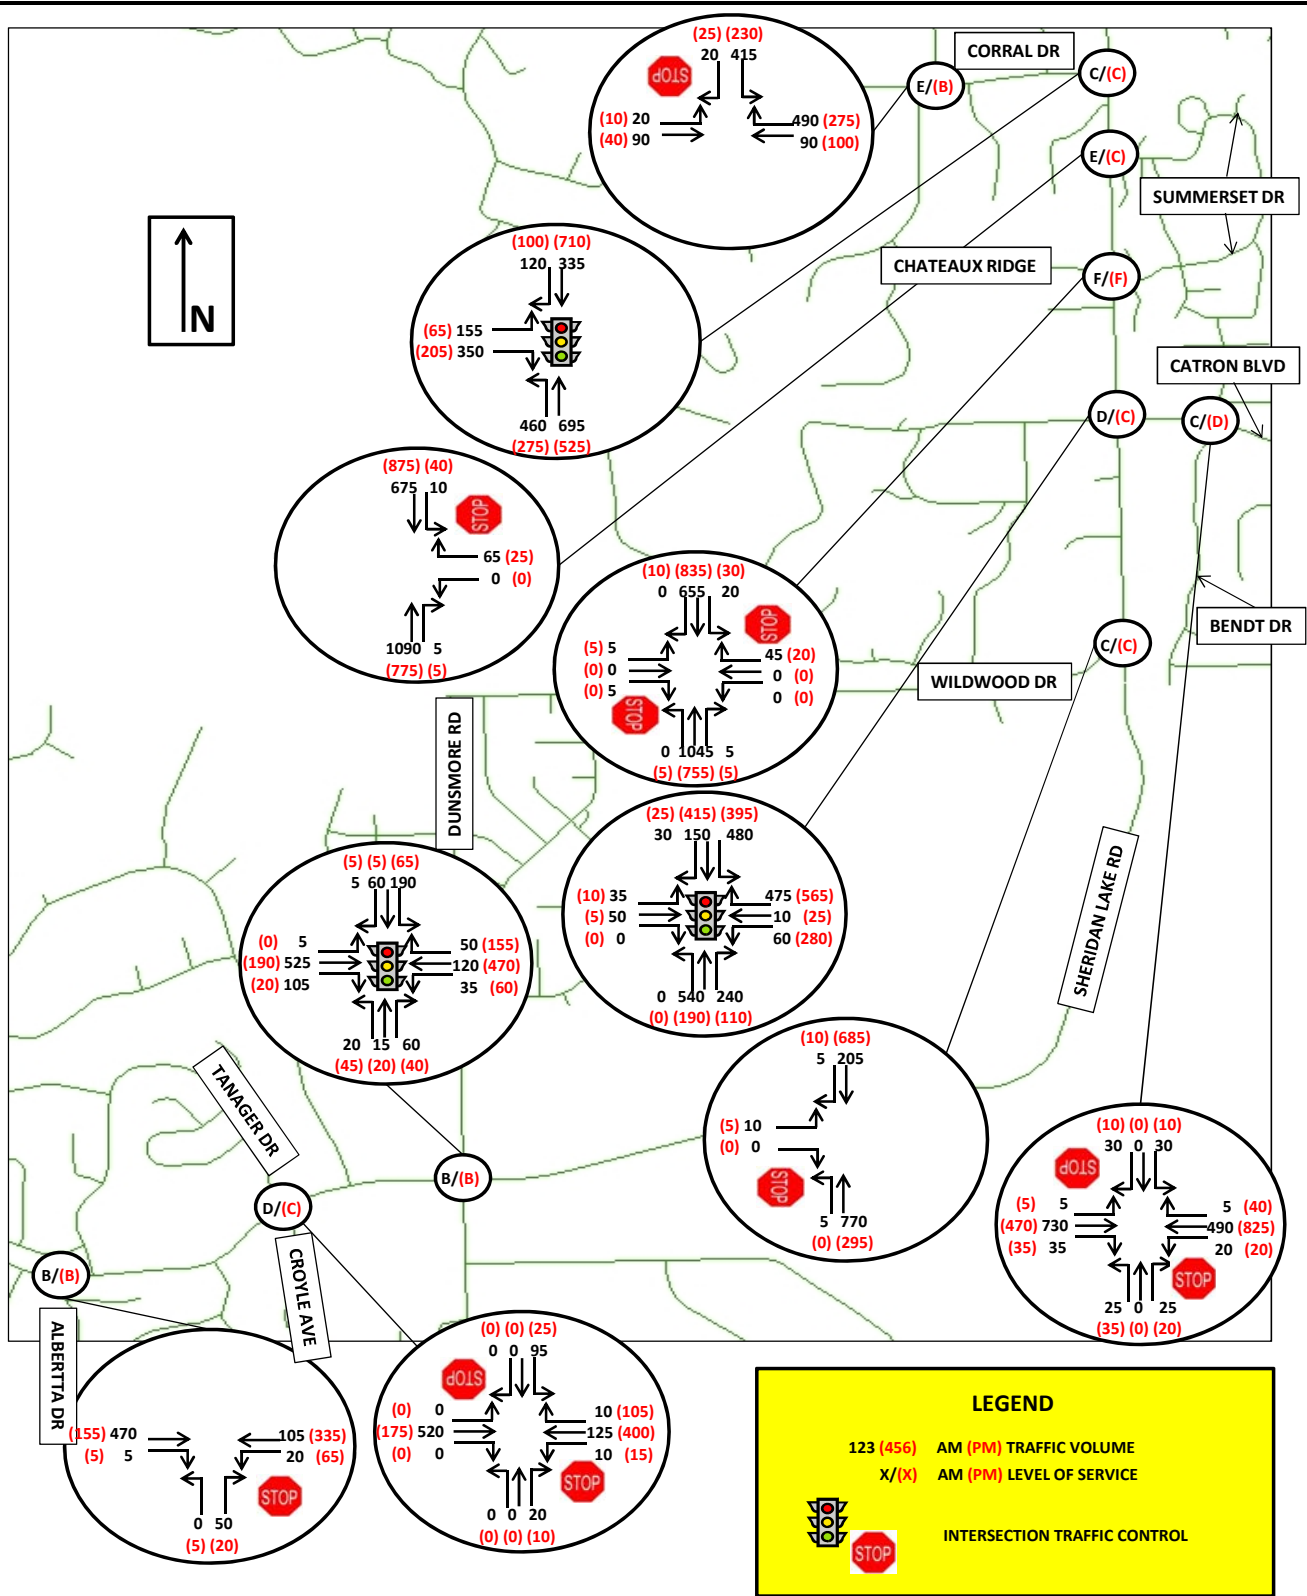 (25) (230)
20 415
STOP
(10) 20
(40) 90
490 (275)
90 (100)
CORRAL DR
E/(B)
C/(C)
E/(C)
SUMMERSET DR
N
(100) (710)
120 335
(65) 155
(205) 350
460 695
(275) (525)
CHATEAUX RIDGE
F/(F)
CATRON BLVD
D/(C)
C/(D)
(875) (40)
675 10
STOP
65 (25)
0 (0)
1090 5
(775) (5)
(10) (835) (30)
0 655 20
STOP
(5) 5
(0) 0
(0) 5
45 (20)
0 (0)
0 (0)
STOP
0 1045 5
(5) (755) (5)
BENDT DR
C/(C)
WILDWOOD DR
DUNSMORE RD
(25) (415) (395)
30 150 480
(10) 35
(5) 50
(0) 0
475 (565)
10 (25)
60 (280)
0 540 240
(0) (190) (110)
SHERIDAN LAKE RD
(5) (5) (65)
5 60 190
(0) 5
(190) 525
(20) 105
50 (155)
120 (470)
35 (60)
20 15 60
(45) (20) (40)
(10) (685)
5 205
(5) 10
(0) 0
STOP
5 770
(0) (295)
TANAGER DR
B/(B)
D/(C)
CROYLE AVE
B/(B)
ALBERTTA DR
(10) (0) (10)
30 0 30
STOP
(5) 5
(470) 730
(35) 35
5 (40)
490 (825)
20 (20)
STOP
25 0 25
(35) (0) (20)
(155) 470
(5) 5
105 (335)
20 (65)
STOP
0 50
(5) (20)
(0) (0) (25)
0 0 95
STOP
(0) 0
(175) 520
(0) 0
10 (105)
125 (400)
10 (15)
STOP
0 0 20
(0) (0) (10)
LEGEND
123 (456) AM (PM) TRAFFIC VOLUME
X/(X) AM (PM) LEVEL OF SERVICE
STOP INTERSECTION TRAFFIC CONTROL